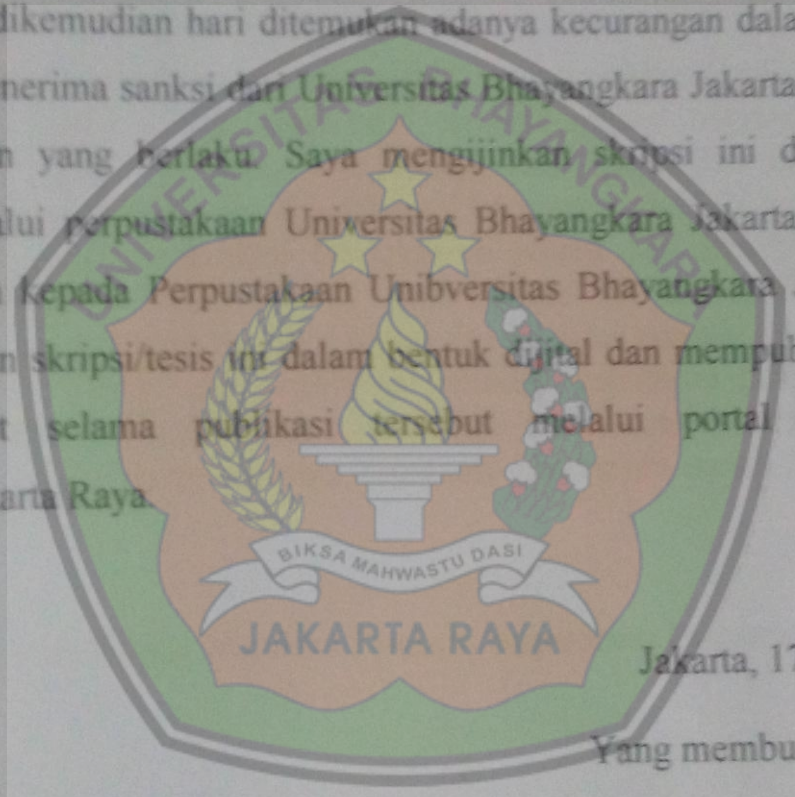 dikemudian hari ditemukan adanya kecurangan dala
nerima sanksi dari Universitas Bhayangkara Jakarta
n yang berlaku. Saya mengijinkan skripsi ini d
lui perpustakaan Universitas Bhayangkara Jakarta
kepada Perpustakaan Unibversitas Bhayangkara
n skripsi/tesis ini dalam bentuk dijital dan mempub
t selama publikasi tersebut melalui portal
arta Raya.
UNIVERSITAS BHAYANGKARA
BIKSA MAHWASTU DASI
JAKARTA RAYA
Jakarta, 17
Yang membu